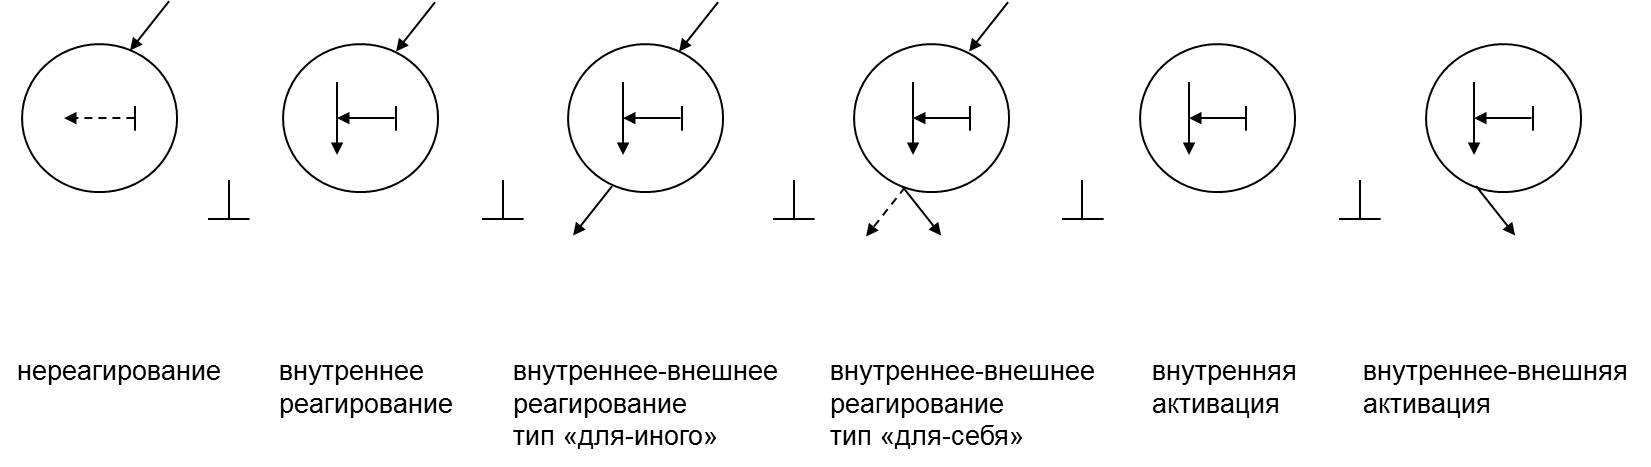 нереагирование
внутреннее
реагирование
внутреннее-внешнее
реагирование
тип «для-иного»
внутреннее-внешнее
реагирование
тип «для-себя»
внутренняя
активация
внутреннее-внешняя
активация